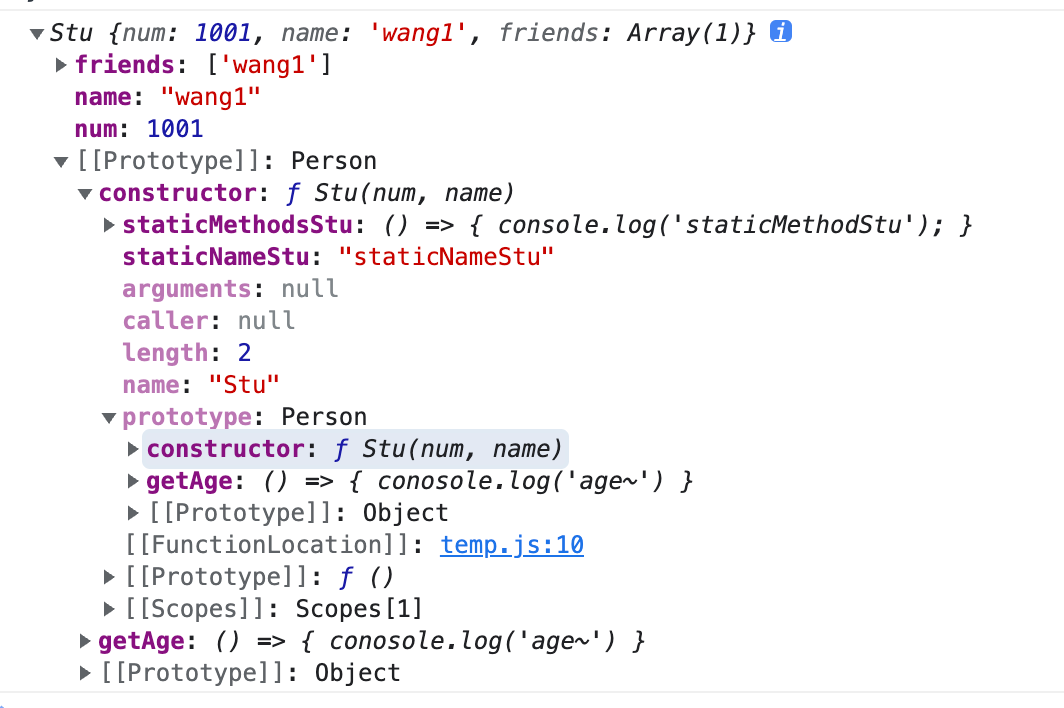 Stu {num: 1001, name: 'wang1', friends: Array(1)} i
friends: ['wang1']
name: "wang1"
num: 1001
[[Prototype]]: Person
constructor: ƒ Stu(num, name)
staticMethodsStu: () => { console.log('staticMethodStu'); }
staticNameStu: "staticNameStu"
arguments: null
caller: null
length: 2
name: "Stu"
prototype: Person
constructor: ƒ Stu(num, name)
getAge: () => { conosole.log('age~') }
[[Prototype]]: Object
[[FunctionLocation]]: temp.js:10
[[Prototype]]: ƒ ()
[[Scopes]]: Scopes[1]
getAge: () => { conosole.log('age~') }
[[Prototype]]: Object